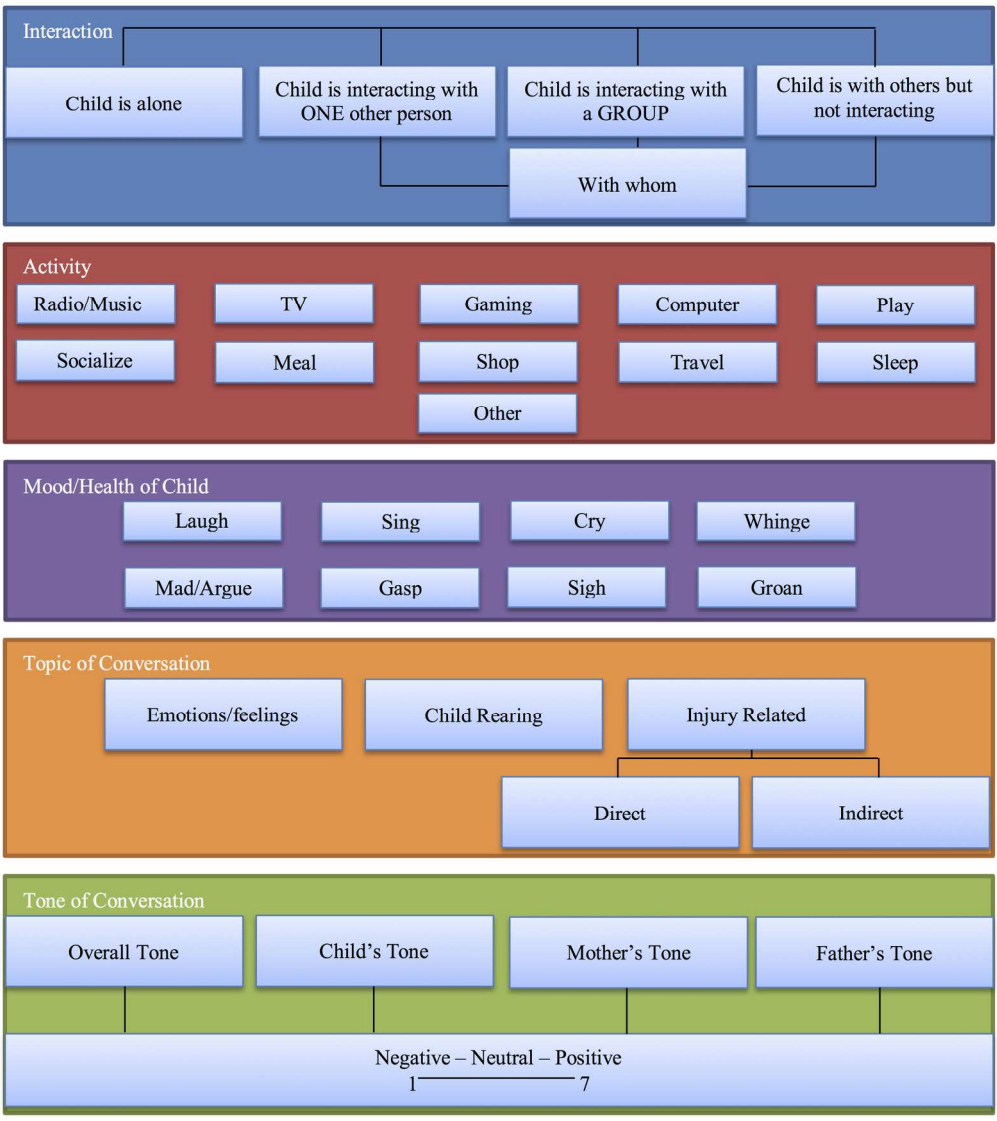 Interaction
Child is alone
Child is interacting with
ONE other person
Child is interacting with
a GROUP
Child is with others but
not interacting
With whom
Activity
Radio/Music
TV
Gaming
Computer
Play
Socialize
Meal
Shop
Travel
Sleep
Other
Mood/Health of Child
Laugh
Sing
Cry
Whinge
Mad/Argue
Gasp
Sigh
Groan
Topic of Conversation
Emotions/feelings
Child Rearing
Injury Related
Direct
Indirect
Tone of Conversation
Overall Tone
Child’s Tone
Mother’s Tone
Father’s Tone
Negative – Neutral – Positive
1 7